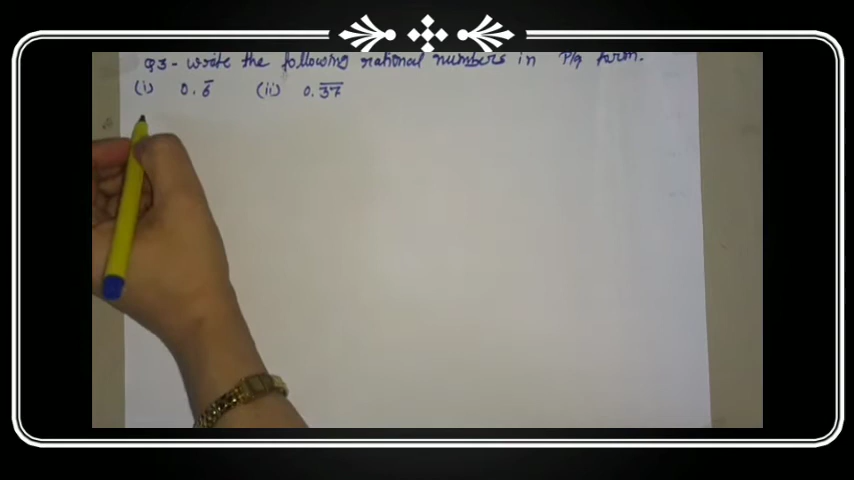 Q3 - Write the following rational numbers in P/q form.
(i) 0.6̅ (ii) 0.3̅7̅